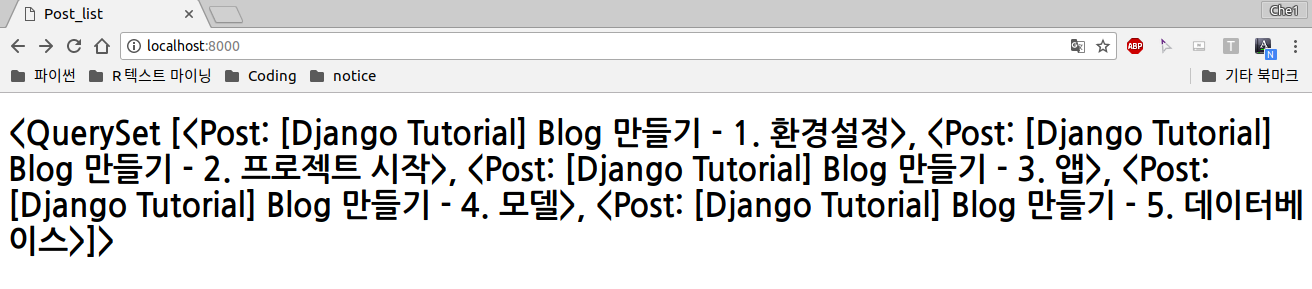 Post_list
Che1
localhost:8000
ABP
T
A
N
파이썬
R 텍스트 마이닝
Coding
notice
기타 북마크
<QuerySet [<Post: [Django Tutorial] Blog 만들기 - 1. 환경설정>, <Post: [Django Tutorial]
Blog 만들기 - 2. 프로젝트 시작>, <Post: [Django Tutorial] Blog 만들기 - 3. 앱>, <Post:
[Django Tutorial] Blog 만들기 - 4. 모델>, <Post: [Django Tutorial] Blog 만들기 - 5. 데이터베
이스>]>